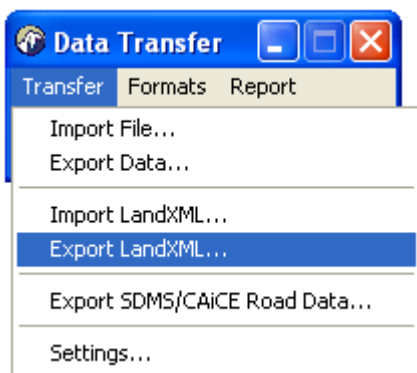 Data Transfer
Transfer Formats Report
Import File...
Export Data...
Import LandXML...
Export LandXML...
Export SDMS/CAiCE Road Data...
Settings...